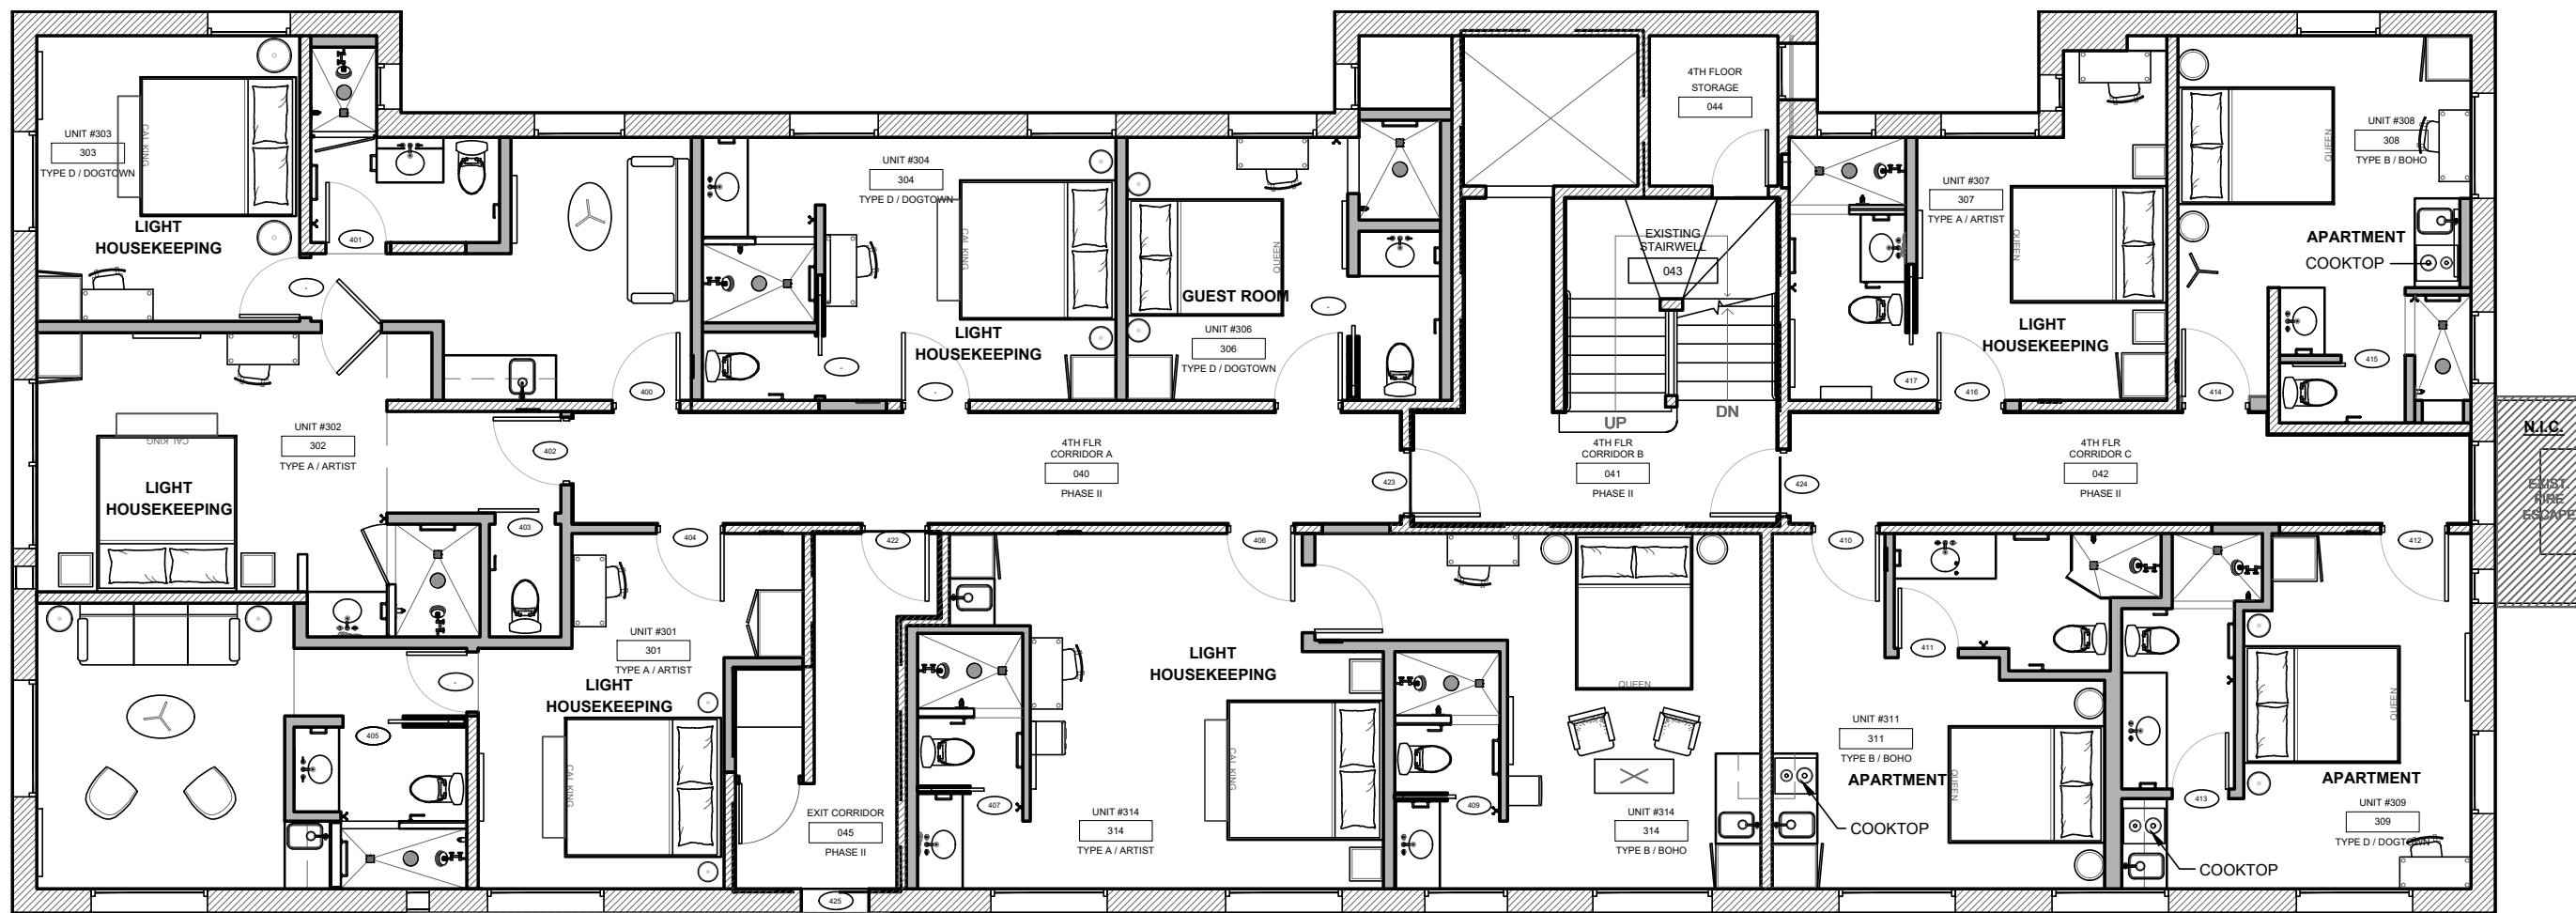 UNIT #303
303
TYPE D / DOGTOWN
CAL KING
LIGHT
HOUSEKEEPING
401
UNIT #304
304
TYPE D / DOGTOWN
CAL KING
LIGHT
HOUSEKEEPING
400
QUEEN
GUEST ROOM
UNIT #306
306
TYPE D / DOGTOWN
4TH FLOOR
STORAGE
044
EXISTING
STAIRWELL
043
UP
DN
UNIT #307
307
TYPE A / ARTIST
QUEEN
LIGHT
HOUSEKEEPING
417
416
UNIT #308
308
TYPE B / BOHO
QUEEN
APARTMENT
COOKTOP
415
414
UNIT #302
302
TYPE A / ARTIST
CAL KING
LIGHT
HOUSEKEEPING
402
403
4TH FLR
CORRIDOR A
040
PHASE II
423
4TH FLR
CORRIDOR B
041
PHASE II
424
4TH FLR
CORRIDOR C
042
PHASE II
N.I.C.
EXIST.
FIRE
ESCAPE
404
422
406
410
412
UNIT #301
301
TYPE A / ARTIST
LIGHT
HOUSEKEEPING
CAL KING
405
EXIT CORRIDOR
045
PHASE II
425
LIGHT
HOUSEKEEPING
CAL KING
407
UNIT #314
314
TYPE A / ARTIST
QUEEN
409
UNIT #314
314
TYPE B / BOHO
411
UNIT #311
311
TYPE B / BOHO
APARTMENT
QUEEN
COOKTOP
413
QUEEN
APARTMENT
UNIT #309
309
TYPE D / DOGTOWN
COOKTOP